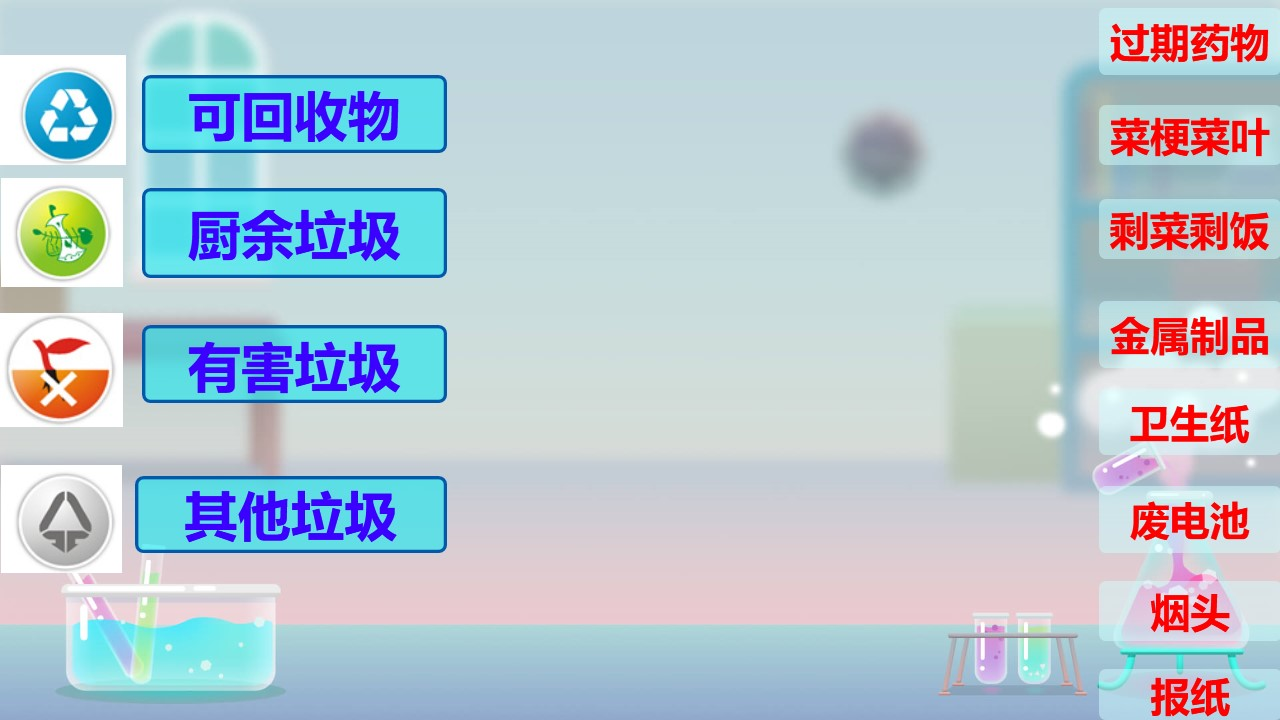 可回收物
厨余垃圾
有害垃圾
其他垃圾
过期药物
菜梗菜叶
剩菜剩饭
金属制品
卫生纸
废电池
烟头
报纸